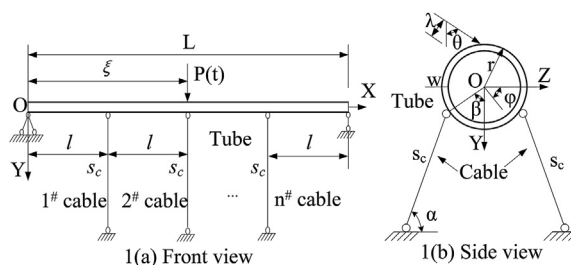 L
ξ
P(t)
O
X
Tube
l
l
l
Y
s_c
s_c
s_c
1# cable
2# cable
...
n# cable
1(a) Front view
λ
θ
r
w
O
Z
Tube
β
φ
Y
s_c
s_c
Cable
α
1(b) Side view